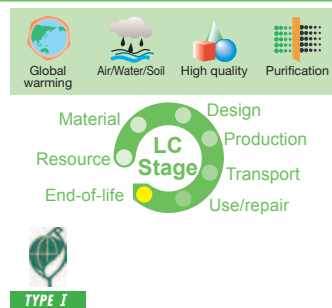 Global warming
Air/Water/Soil
High quality
Purification
Material
Design
Production
Resource
LC Stage
Transport
End-of-life
Use/repair
TYPE I